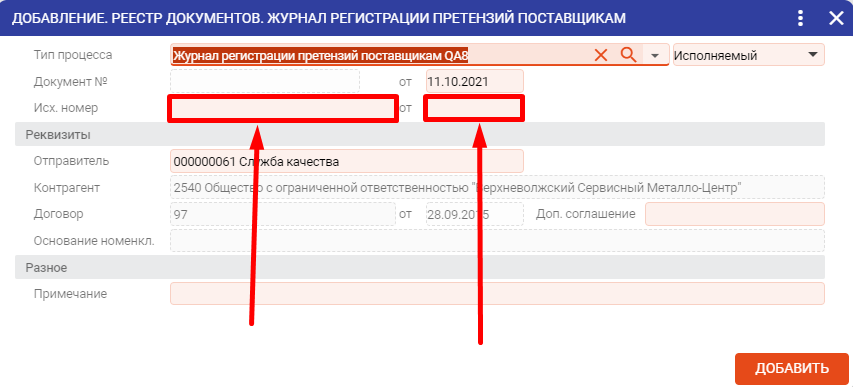 ДОБАВЛЕНИЕ. РЕЕСТР ДОКУМЕНТОВ. ЖУРНАЛ РЕГИСТРАЦИИ ПРЕТЕНЗИЙ ПОСТАВЩИКАМ
Тип процесса Журнал регистрации претензий поставщикам QA8 Исполняемый
Документ № от 11.10.2021
Исх. номер от
Реквизиты
Отправитель 000000061 Служба качества
Контрагент 2540 Общество с ограниченной ответственностью "Верхневолжский Сервисный Металло-Центр"
Договор 97 от 28.09.2015 Доп. соглашение
Основание номенкл.
Разное
Примечание
ДОБАВИТЬ